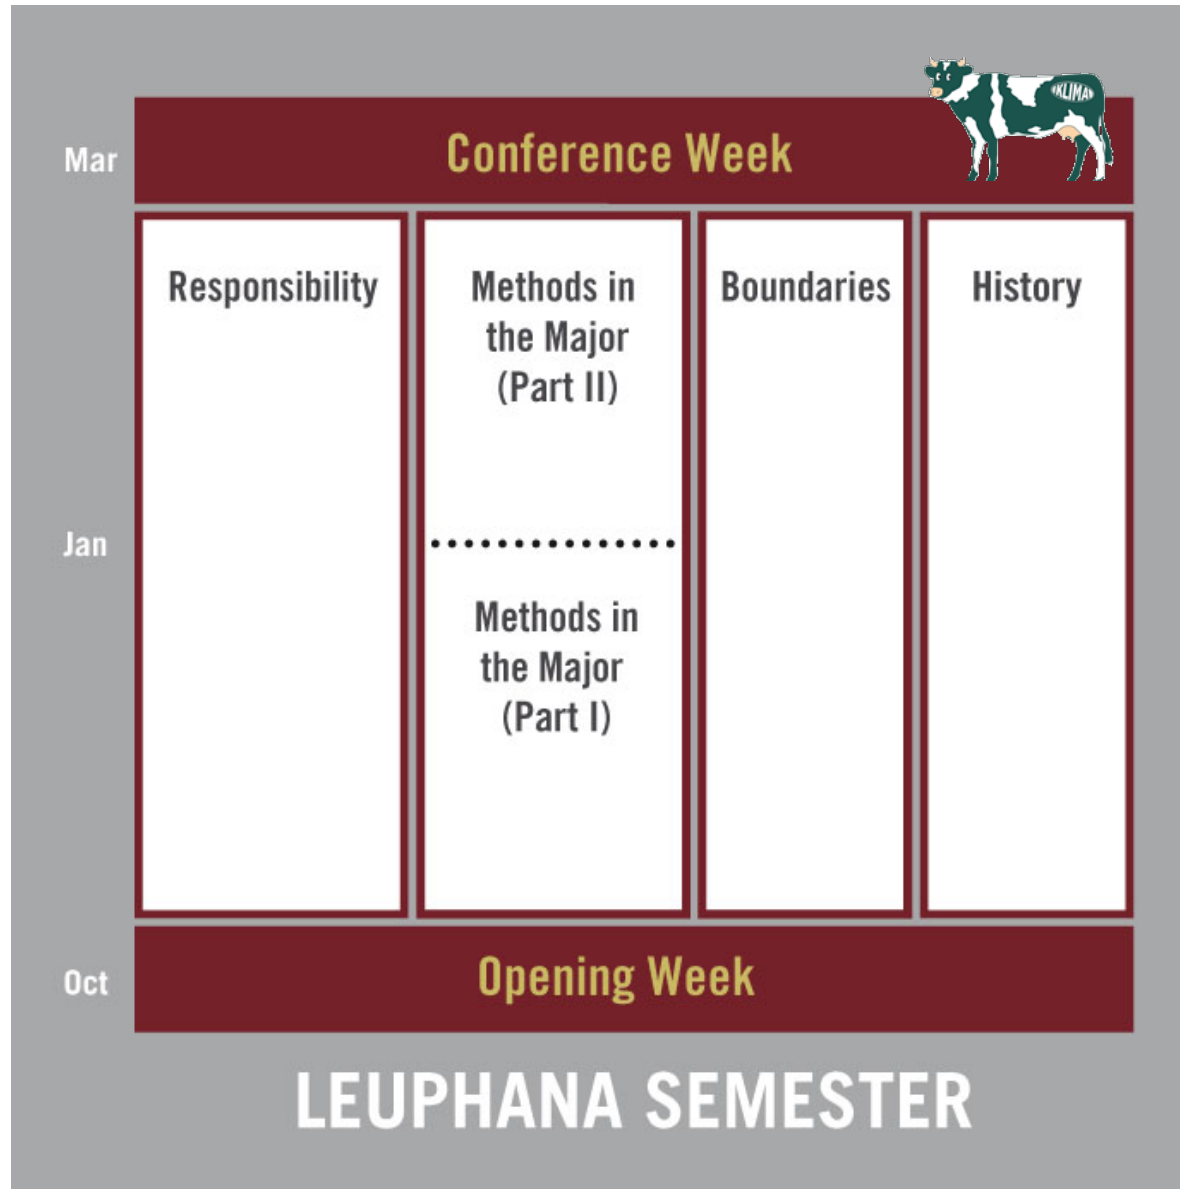 KLIMA
Mar
Conference Week
Responsibility
Methods in
the Major
(Part II)
Boundaries
History
Jan
Methods in
the Major
(Part I)
Oct
Opening Week
LEUPHANA SEMESTER